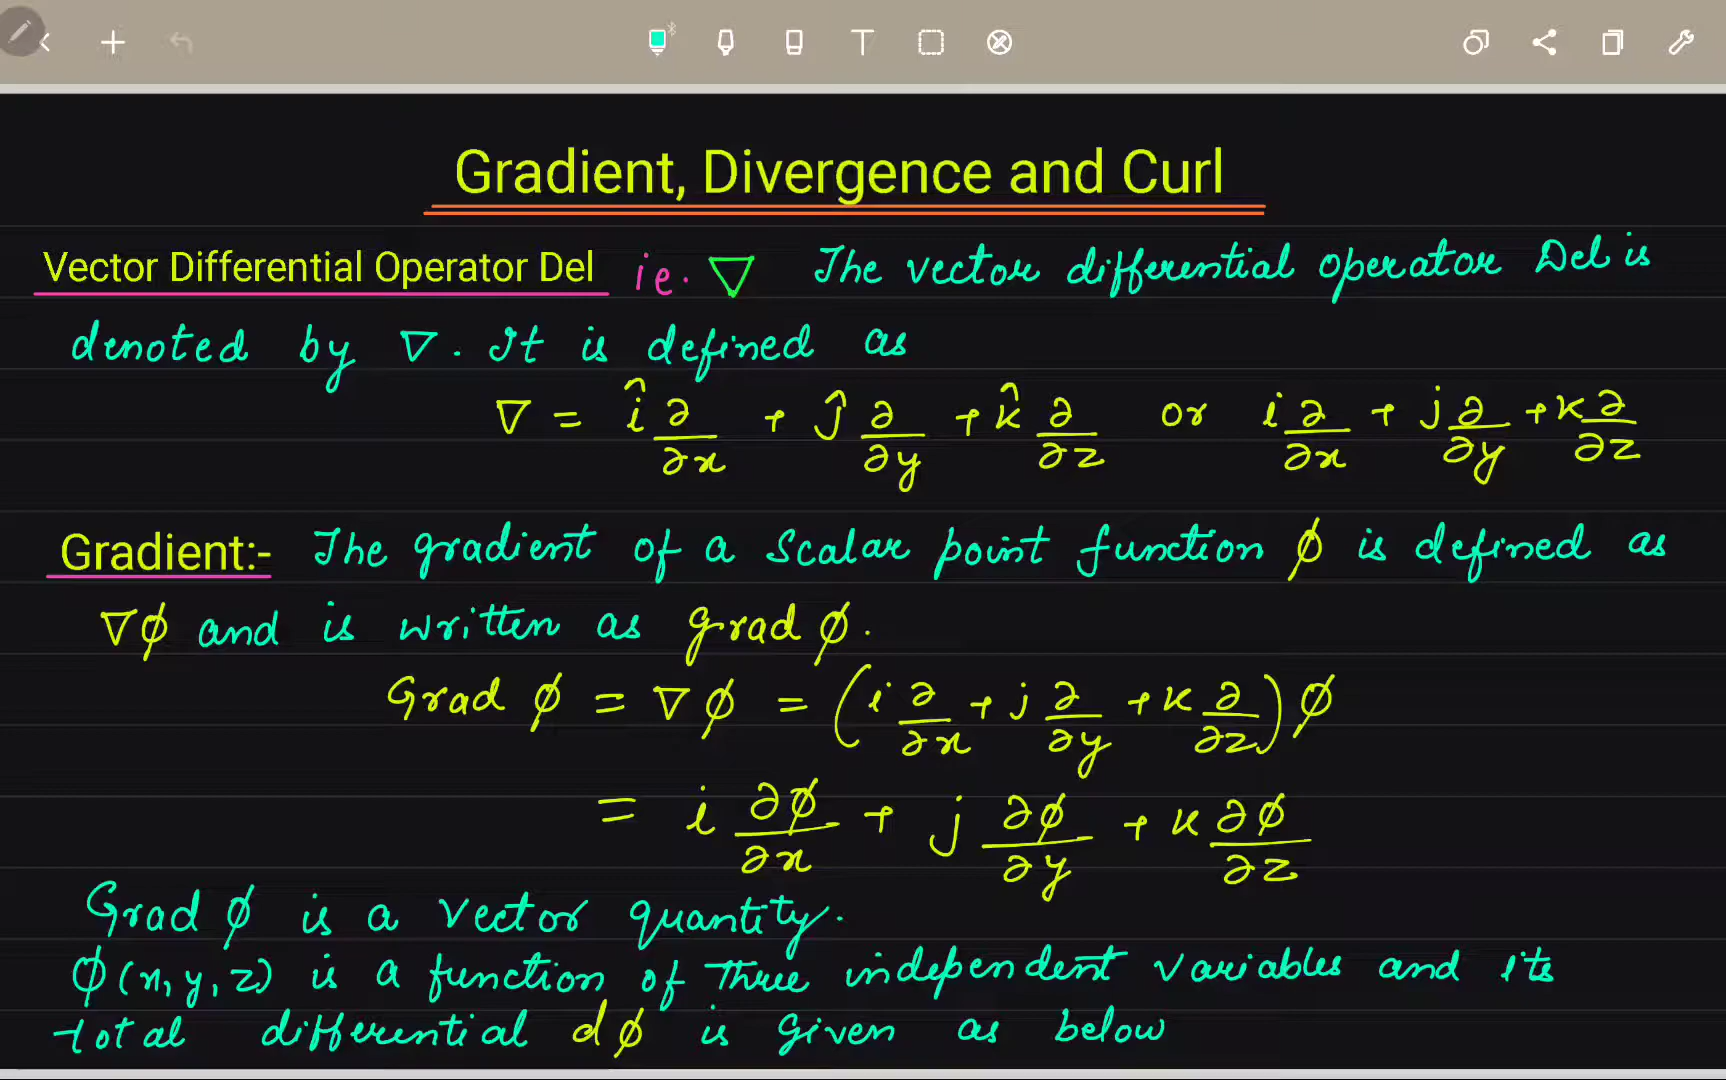 Gradient, Divergence and Curl
Vector Differential Operator Del ie. ∇ The vector differential operator Del is
denoted by ∇. It is defined as
∇ = î ∂/∂x + ĵ ∂/∂y + k̂ ∂/∂z or i ∂/∂x + j ∂/∂y + k ∂/∂z
Gradient:- The gradient of a scalar point function ϕ is defined as
∇ϕ and is written as grad ϕ.
Grad ϕ = ∇ϕ = (i ∂/∂x + j ∂/∂y + k ∂/∂z) ϕ
= i ∂ϕ/∂x + j ∂ϕ/∂y + k ∂ϕ/∂z
Grad ϕ is a vector quantity.
ϕ(x, y, z) is a function of three independent variables and its
total differential dϕ is given as below